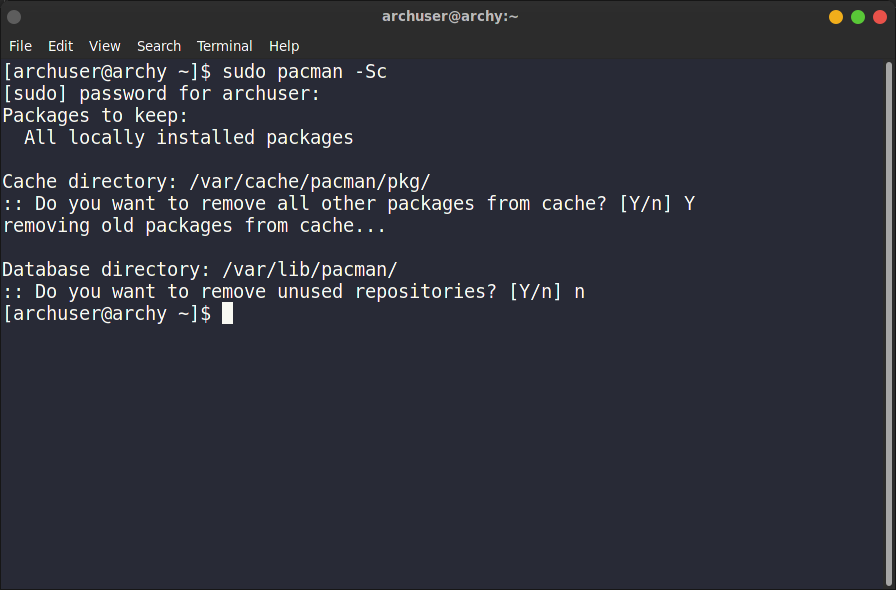 archuser@archy:~
File Edit View Search Terminal Help
[archuser@archy ~]$ sudo pacman -Sc
[sudo] password for archuser:
Packages to keep:
  All locally installed packages

Cache directory: /var/cache/pacman/pkg/
:: Do you want to remove all other packages from cache? [Y/n] Y
removing old packages from cache...

Database directory: /var/lib/pacman/
:: Do you want to remove unused repositories? [Y/n] n
[archuser@archy ~]$